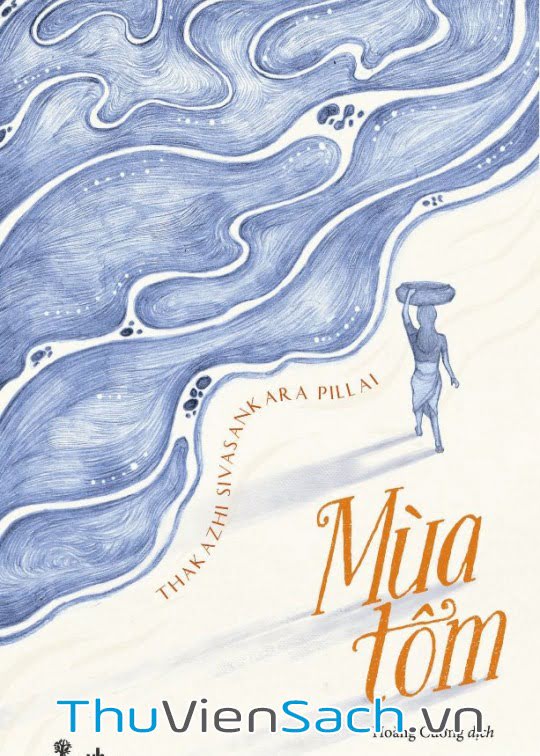 THAKAZHI SIVASANKARA PILLAI
Mùa
tôm
ThuVienSach.vn
Hoàng Cường dịch